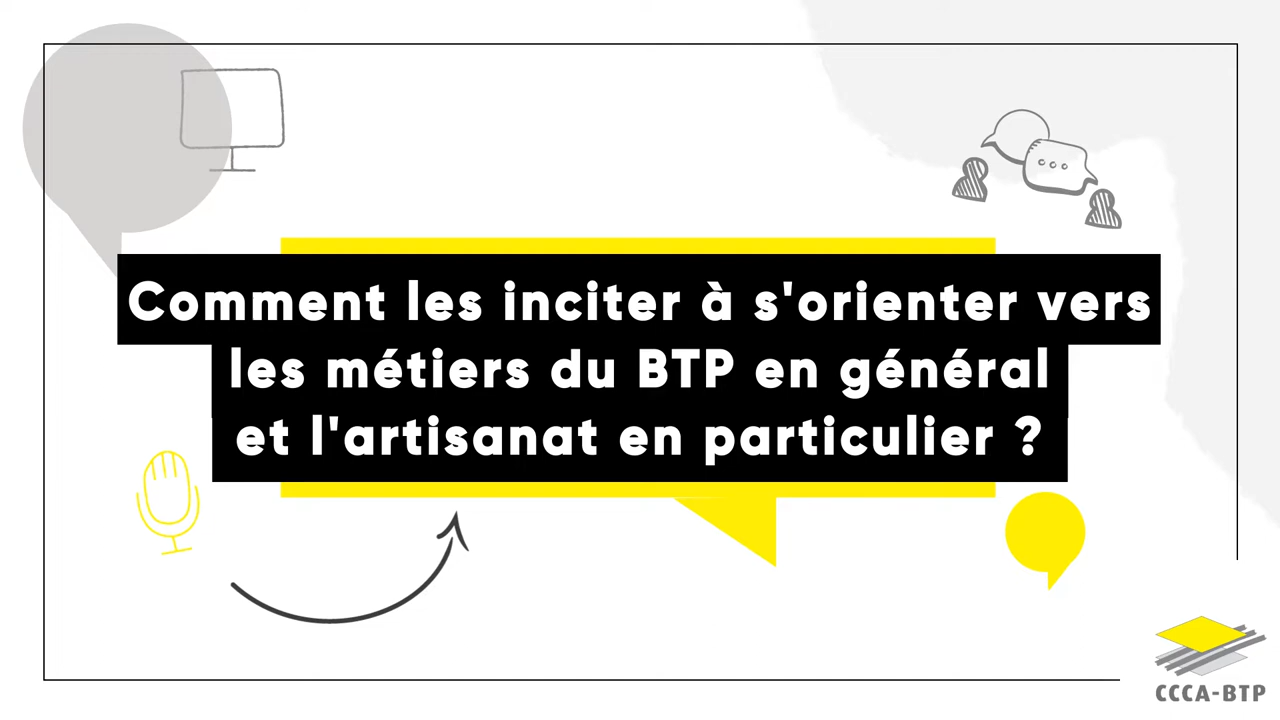 Comment les inciter à s'orienter vers
les métiers du BTP en général
et l'artisanat en particulier ?
CCCA-BTP